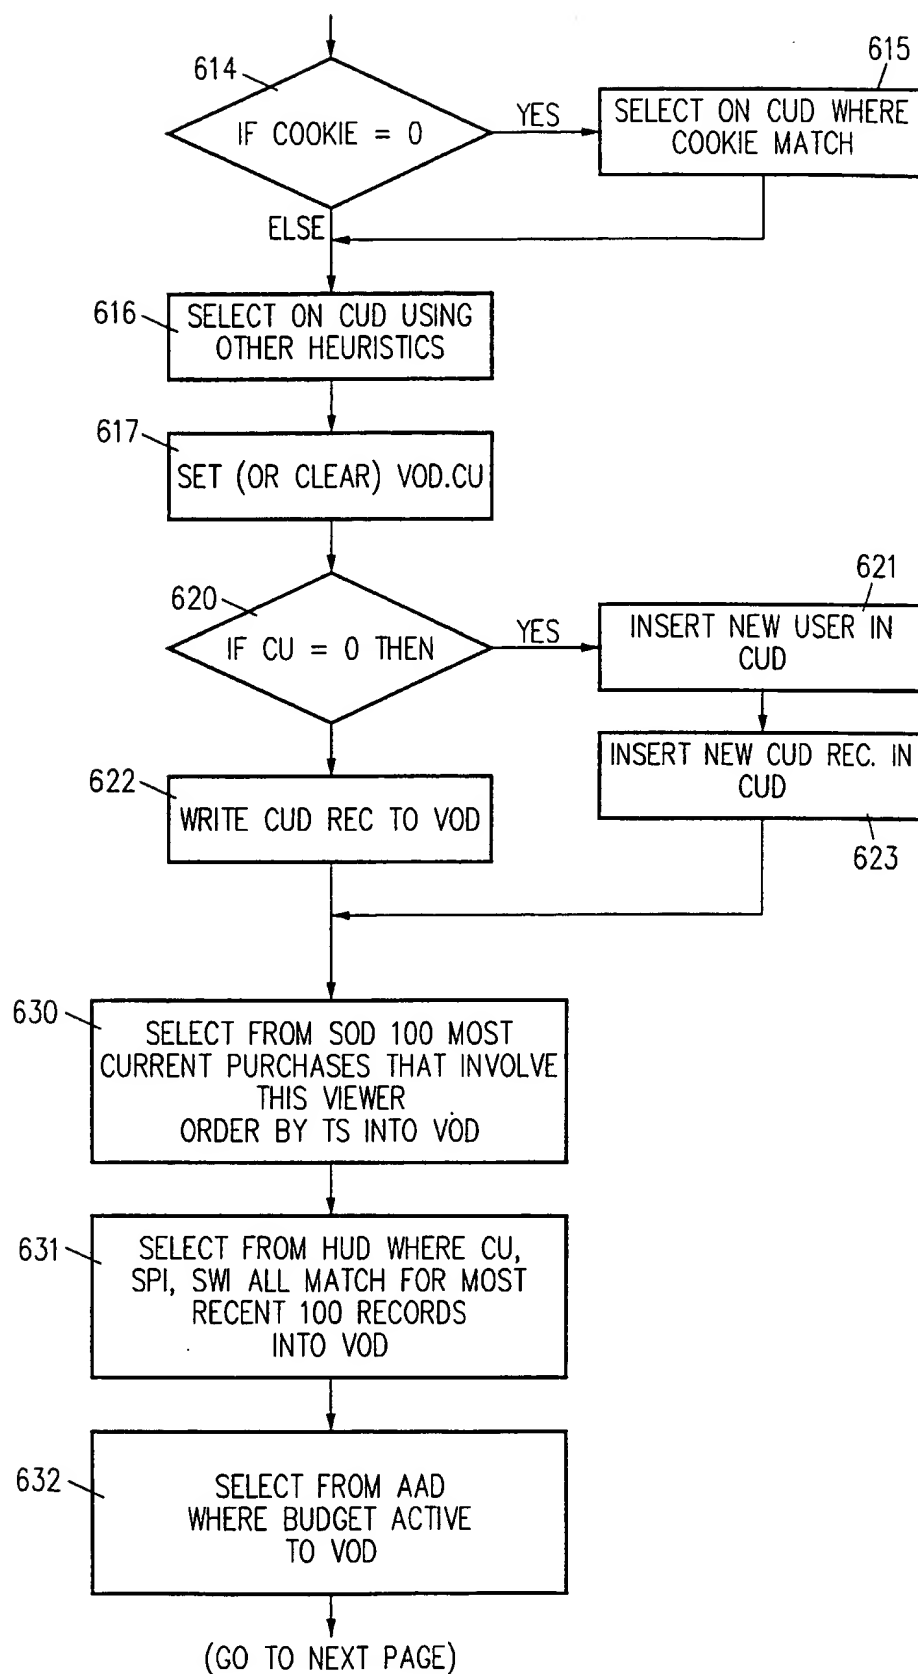 614
IF COOKIE = 0
YES
615
SELECT ON CUD WHERE
COOKIE MATCH
ELSE
616
SELECT ON CUD USING
OTHER HEURISTICS
617
SET (OR CLEAR) VOD.CU
620
IF CU = 0 THEN
YES
621
INSERT NEW USER IN
CUD
622
WRITE CUD REC TO VOD
INSERT NEW CUD REC. IN
CUD
623
630
SELECT FROM SOD 100 MOST
CURRENT PURCHASES THAT INVOLVE
THIS VIEWER
ORDER BY TS INTO VOD
631
SELECT FROM HUD WHERE CU,
SPI, SWI ALL MATCH FOR MOST
RECENT 100 RECORDS
INTO VOD
632
SELECT FROM AAD
WHERE BUDGET ACTIVE
TO VOD
(GO TO NEXT PAGE)